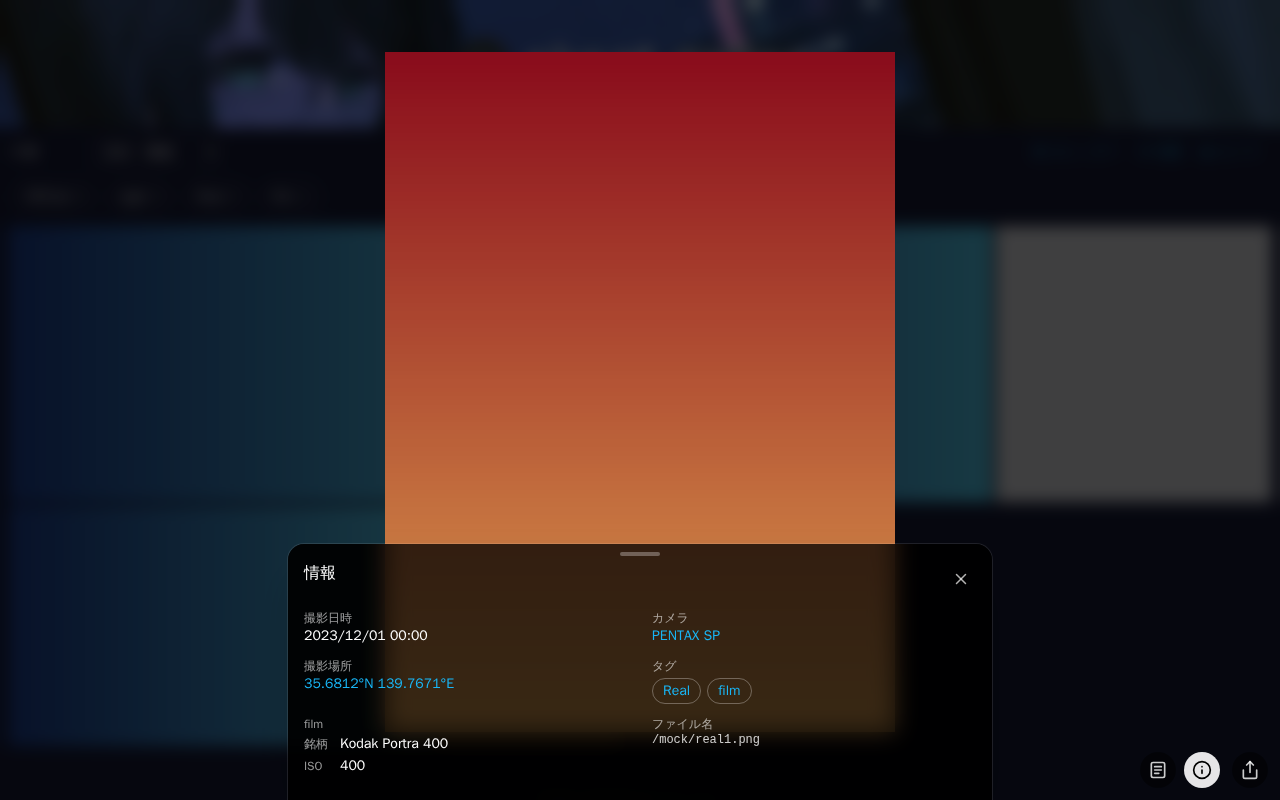 情報
撮影日時
2023/12/01 00:00
カメラ
PENTAX SP
撮影場所
35.6812°N 139.7671°E
タグ
Real film
film
銘柄 Kodak Portra 400
ISO 400
ファイル名
/mock/real1.png